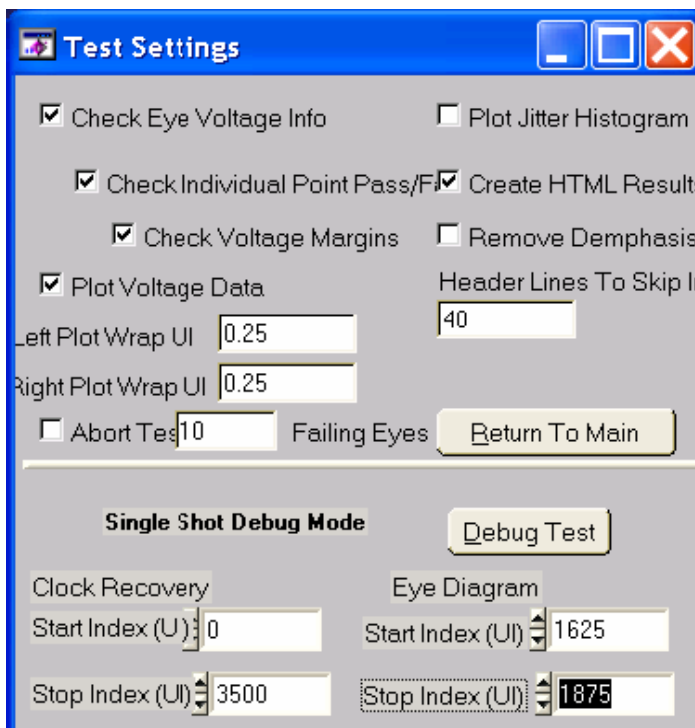 Test Settings
Check Eye Voltage Info
Plot Jitter Histogram
Check Individual Point Pass/F
Create HTML Result
Check Voltage Margins
Remove Demphasis
Plot Voltage Data
Header Lines To Skip I
40
Left Plot Wrap UI 0.25
Right Plot Wrap UI 0.25
Abort Tes 10 Failing Eyes
Return To Main
Single Shot Debug Mode
Debug Test
Clock Recovery
Eye Diagram
Start Index (U) 0
Start Index (UI) 1625
Stop Index (UI) 3500
Stop Index (UI) 1875